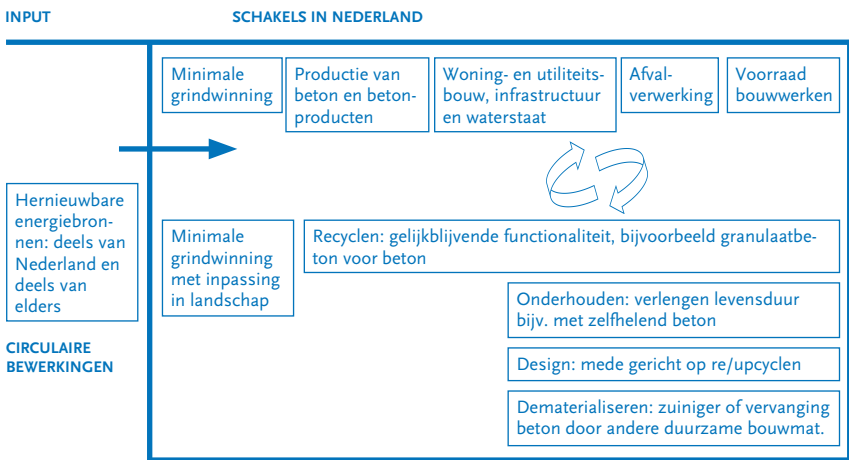 INPUT
SCHAKELS IN NEDERLAND
Minimale
grindwinning
Productie van
beton en beton-
producten
Woning- en utiliteits-
bouw, infrastructuur
en waterstaat
Afval-
verwerking
Voorraad
bouwwerken
Hernieuwbare
energiebron-
nen: deels van
Nederland en
deels van
elders
Minimale
grindwinning
met inpassing
in landschap
Recyclen: gelijkblijvende functionaliteit, bijvoorbeeld granulaatbe-
ton voor beton
Onderhouden: verlengen levensduur
bijv. met zelfhelend beton
CIRCULAIRE
BEWERKINGEN
Design: mede gericht op re/upcyclen
Dematerialiseren: zuiniger of vervanging
beton door andere duurzame bouwmat.